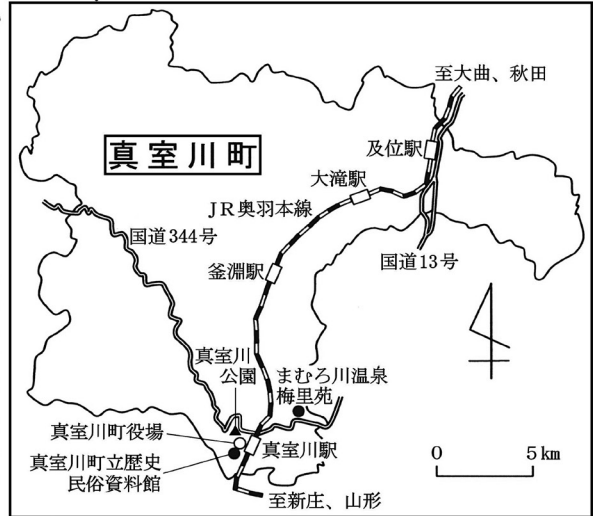 至大曲、秋田
真室川町
及位駅
大滝駅
JR奥羽本線
国道344号
国道13号
釜淵駅
真室川
公園
まむろ川温泉
梅里苑
真室川町役場
真室川駅
真室川町立歴史
民俗資料館
0 5km
至新庄、山形